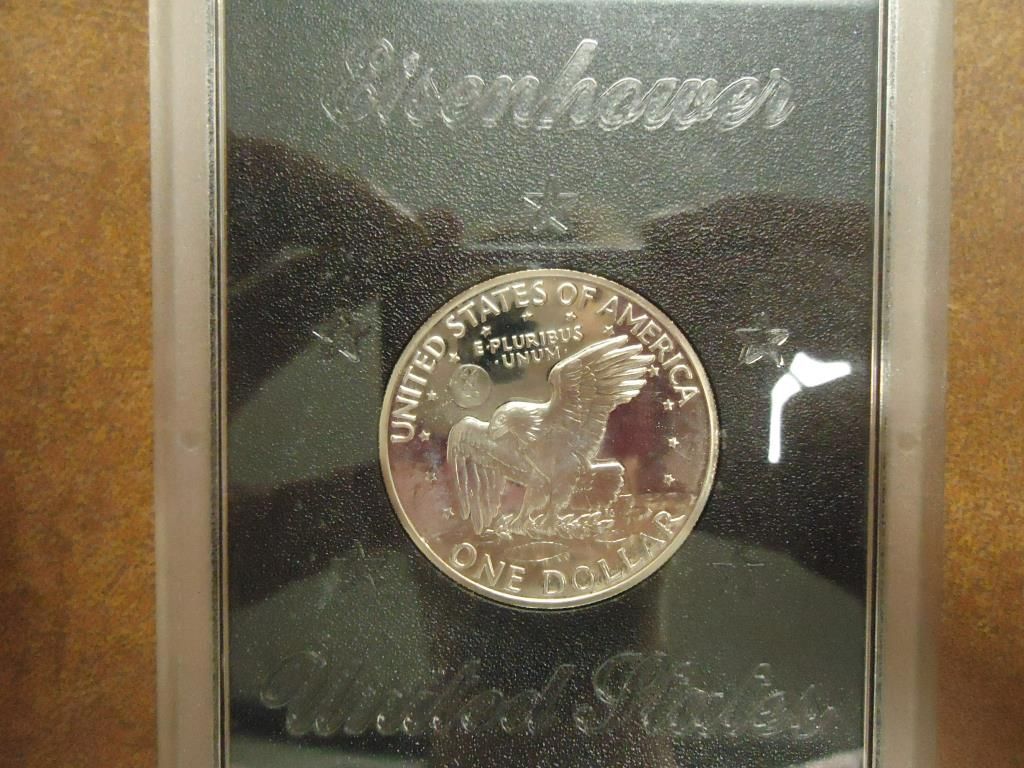 Eisenhower
UNITED STATES OF AMERICA
E·PLURIBUS
·UNUM·
ONE DOLLAR
United States